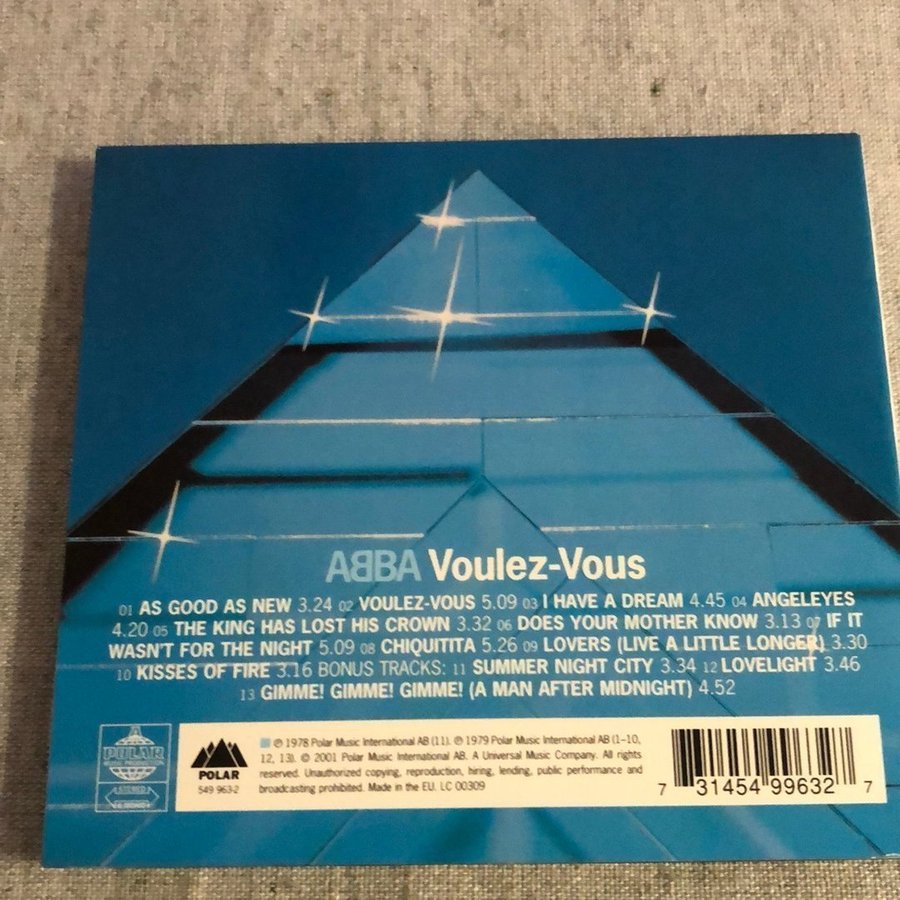 ABBA Voulez-Vous
01 AS GOOD AS NEW 3.24 02 VOULEZ-VOUS 5.09 03 I HAVE A DREAM 4.45 04 ANGELEYES
4.20 05 THE KING HAS LOST HIS CROWN 3.32 06 DOES YOUR MOTHER KNOW 3.13 07 IF IT
WASN'T FOR THE NIGHT 5.09 08 CHIQUITITA 5.26 09 LOVERS (LIVE A LITTLE LONGER) 3.30
10 KISSES OF FIRE 3.16 BONUS TRACKS: 11 SUMMER NIGHT CITY 3.34 12 LOVELIGHT 3.46
13 GIMME! GIMME! GIMME! (A MAN AFTER MIDNIGHT) 4.52
POLAR
MUSIC PRODUCTION
STEREO
POLAR
549 963-2
℗ 1978 Polar Music International AB (11). ℗ 1979 Polar Music International AB (1–10,
12, 13). © 2001 Polar Music International AB. A Universal Music Company. All rights
reserved. Unauthorized copying, reproduction, hiring, lending, public performance and
broadcasting prohibited. Made in the EU. LC 00309
7 31454 99632 7